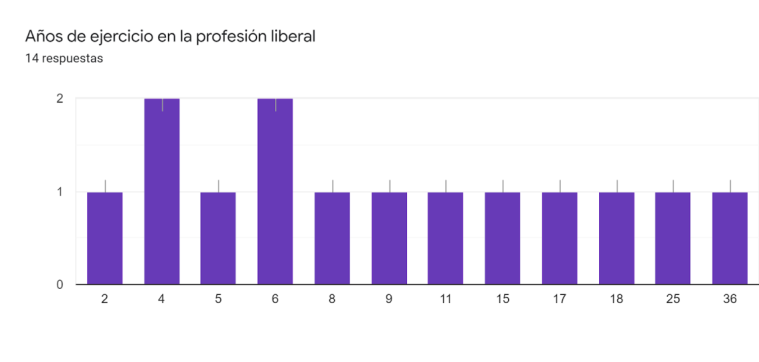 Años de ejercicio en la profesión liberal
14 respuestas
2
1
0
2 4 5 6 8 9 11 15 17 18 25 36